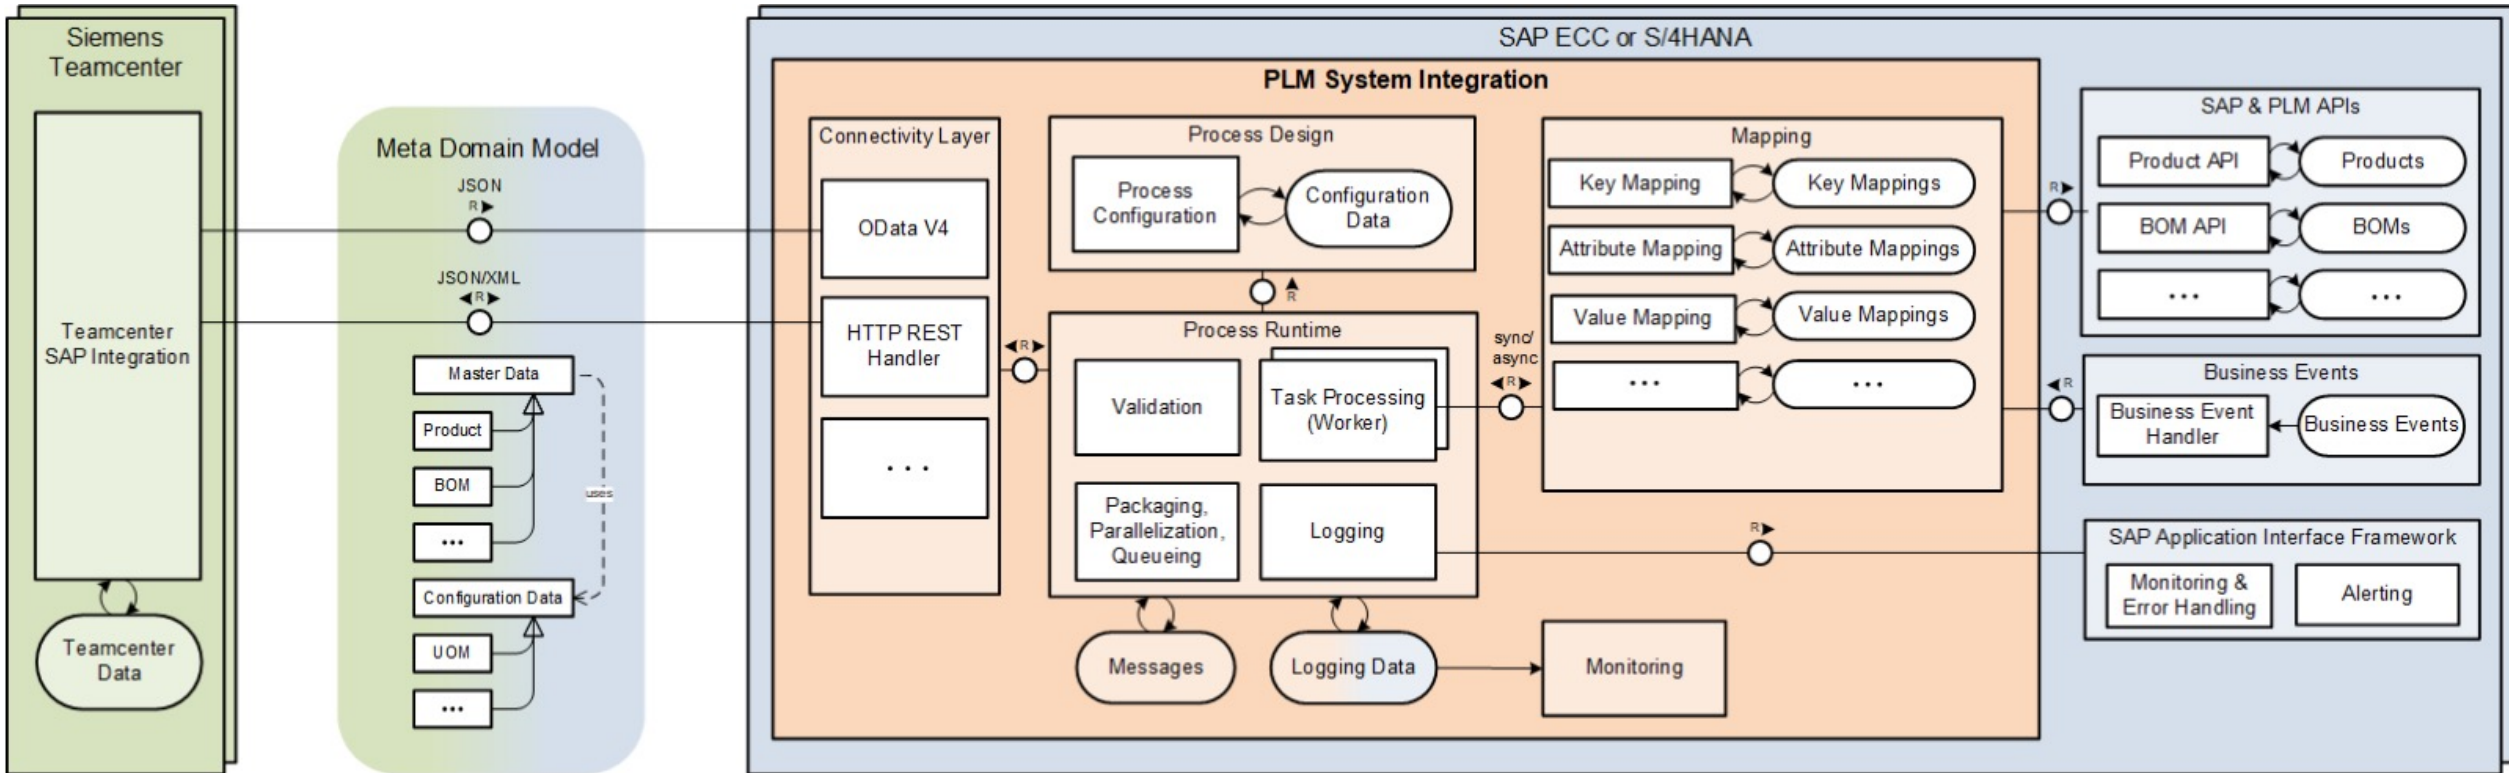 Siemens
Teamcenter
Teamcenter
SAP Integration
Teamcenter
Data
Meta Domain Model
JSON
R
JSON/XML
R
Master Data
Product
BOM
...
uses
Configuration Data
UOM
...
SAP ECC or S/4HANA
PLM System Integration
Connectivity Layer
OData V4
HTTP REST
Handler
...
R
Process Design
Process
Configuration
Configuration
Data
R
Process Runtime
Validation
Task Processing
(Worker)
Packaging,
Parallelization,
Queueing
Logging
Messages
Logging Data
Monitoring
sync/
async
R
Mapping
Key Mapping
Key Mappings
Attribute Mapping
Attribute Mappings
Value Mapping
Value Mappings
...
...
R
R
R
SAP & PLM APIs
Product API
Products
BOM API
BOMs
...
...
Business Events
Business Event
Handler
Business Events
SAP Application Interface Framework
Monitoring &
Error Handling
Alerting